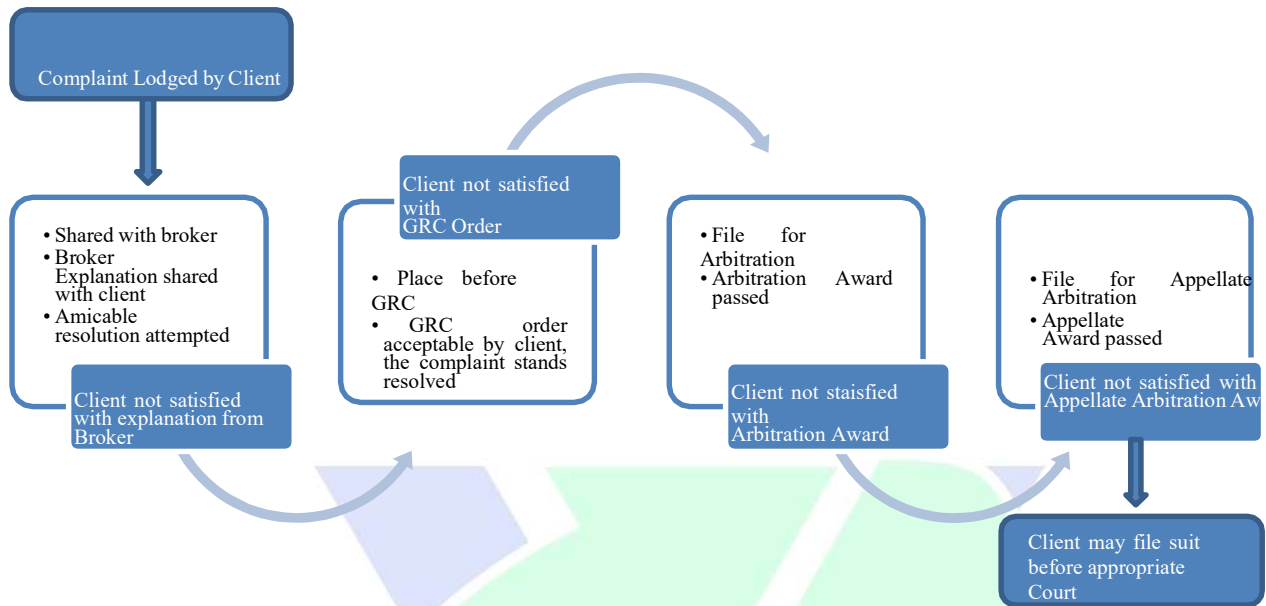 Complaint Lodged by Client
• Shared with broker
• Broker
Explanation shared
with client
• Amicable
resolution attempted
Client not satisfied
with explanation from
Broker
Client not satisfied
with
GRC Order
• Place before
GRC
• GRC order
acceptable by client,
the complaint stands
resolved
• File for
Arbitration
• Arbitration Award
passed
Client not staisfied
with
Arbitration Award
• File for Appellate
Arbitration
• Appellate
Award passed
Client not satisfied with
Appellate Arbitration Aw
Client may file suit
before appropriate
Court